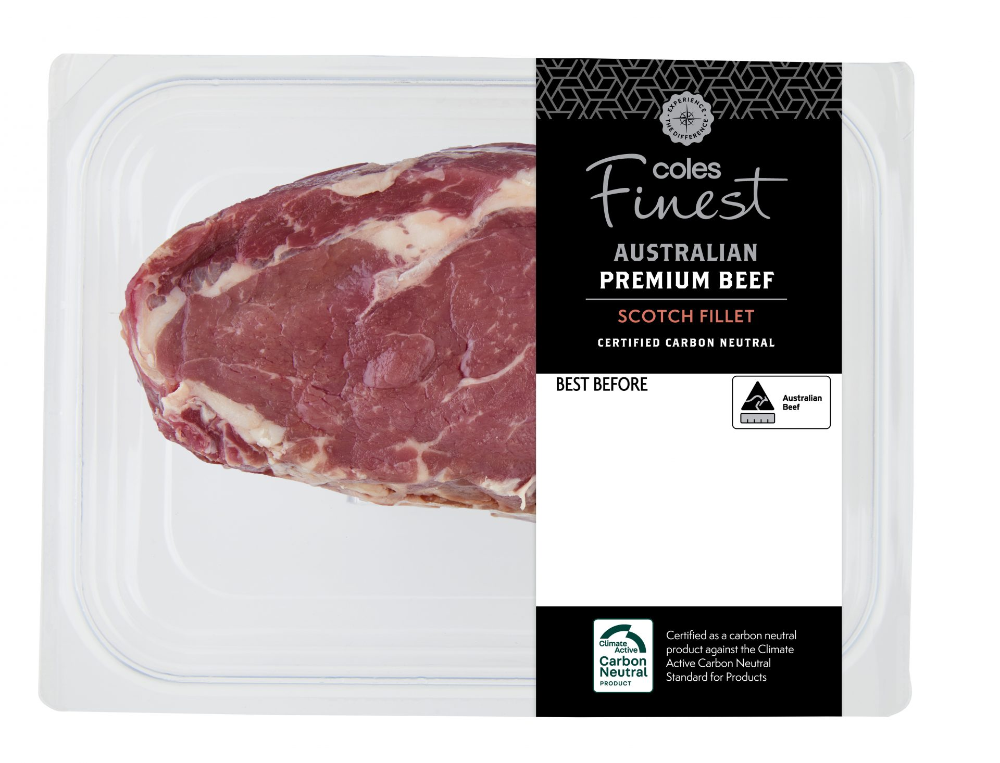 EXPERIENCE
THE DIFFERENCE
coles
Finest
AUSTRALIAN
PREMIUM BEEF
SCOTCH FILLET
CERTIFIED CARBON NEUTRAL
BEST BEFORE
Australian
Beef
Climate
Active
Carbon
Neutral
PRODUCT
Certified as a carbon neutral
product against the Climate
Active Carbon Neutral
Standard for Products